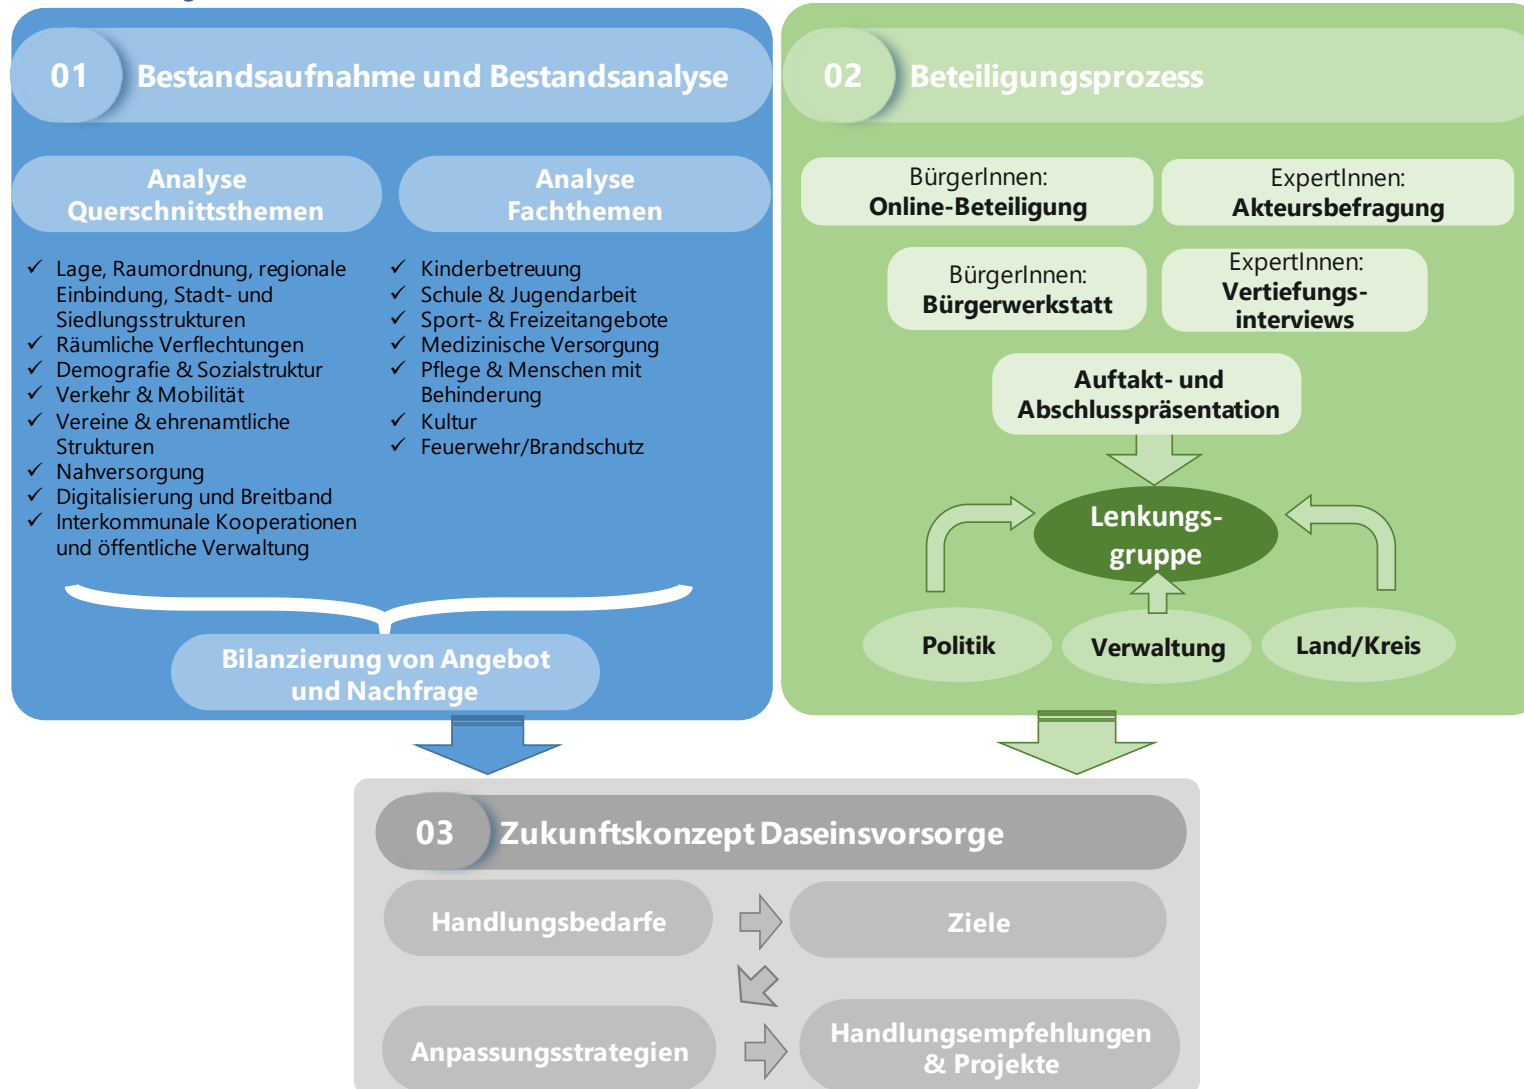 01
Bestandsaufnahme und Bestandsanalyse
Analyse
Querschnittsthemen
✓ Lage, Raumordnung, regionale
Einbindung, Stadt- und
Siedlungsstrukturen
✓ Räumliche Verflechtungen
✓ Demografie & Sozialstruktur
✓ Verkehr & Mobilität
✓ Vereine & ehrenamtliche
Strukturen
✓ Nahversorgung
✓ Digitalisierung und Breitband
✓ Interkommunale Kooperationen
und öffentliche Verwaltung
Analyse
Fachthemen
✓ Kinderbetreuung
✓ Schule & Jugendarbeit
✓ Sport- & Freizeitangebote
✓ Medizinische Versorgung
✓ Pflege & Menschen mit
Behinderung
✓ Kultur
✓ Feuerwehr/Brandschutz
Bilanzierung von Angebot
und Nachfrage
02
Beteiligungsprozess
BürgerInnen:
Online-Beteiligung
ExpertInnen:
Akteursbefragung
BürgerInnen:
Bürgerwerkstatt
ExpertInnen:
Vertiefungs-
interviews
Auftakt- und
Abschlusspräsentation
Lenkungs-
gruppe
Politik
Verwaltung
Land/Kreis
03
Zukunftskonzept Daseinsvorsorge
Handlungsbedarfe
Ziele
Anpassungsstrategien
Handlungsempfehlungen
& Projekte